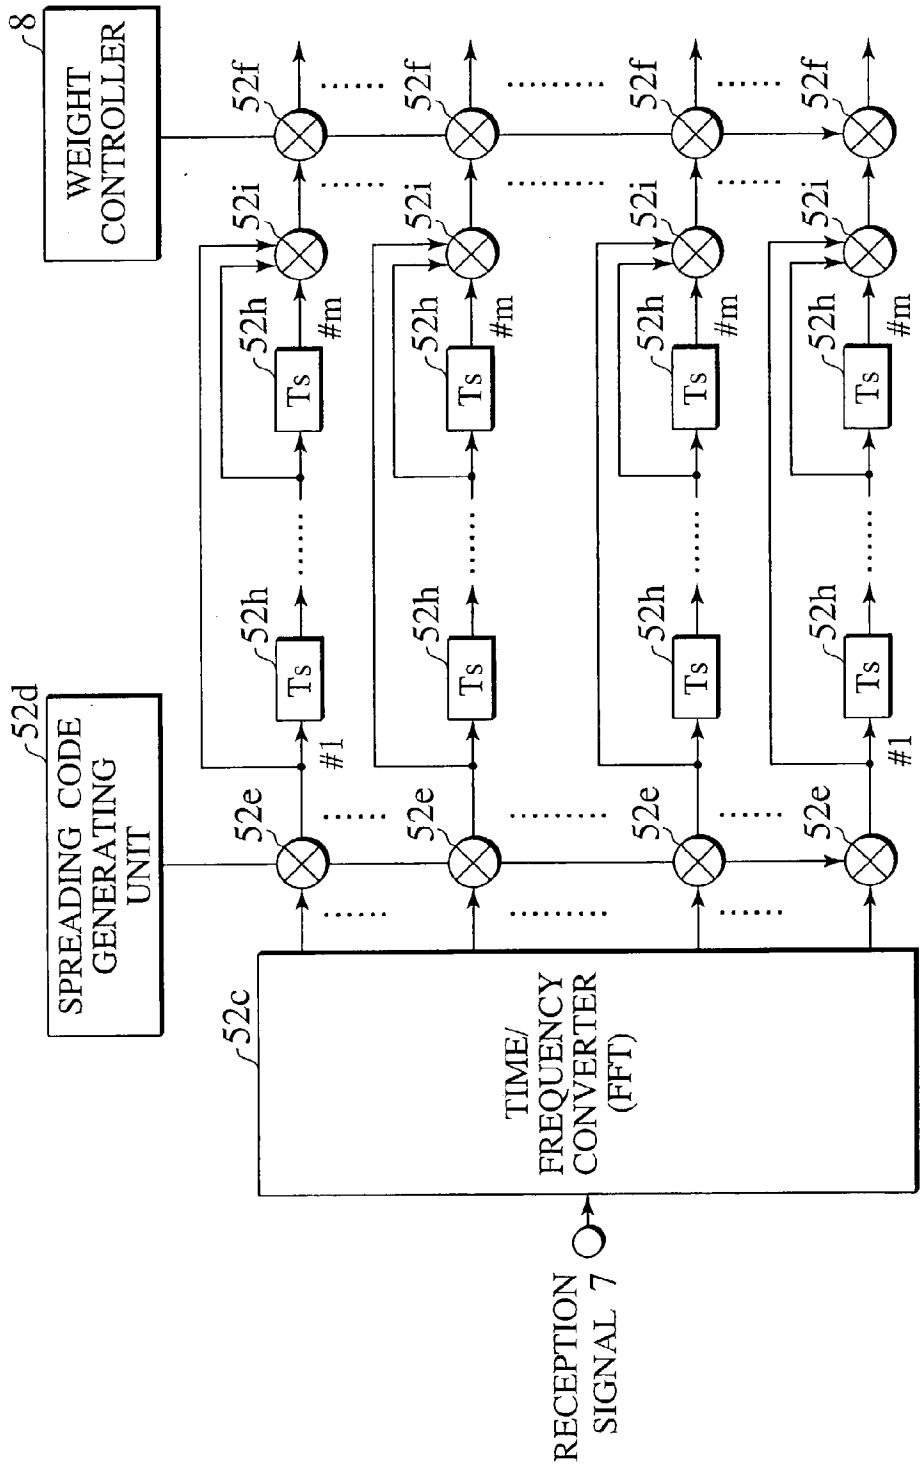 52d
SPREADING CODE
GENERATING
UNIT
8
WEIGHT
CONTROLLER
52c
TIME/
FREQUENCY
CONVERTER
(FFT)
RECEPTION
SIGNAL 7
52e
#1
52h
Ts
52h
Ts
#m
52i
52f
52e
52h
Ts
52h
Ts
#m
52i
52f
52e
52h
Ts
52h
Ts
#m
52i
52f
52e
#1
52h
Ts
52h
Ts
#m
52i
52f